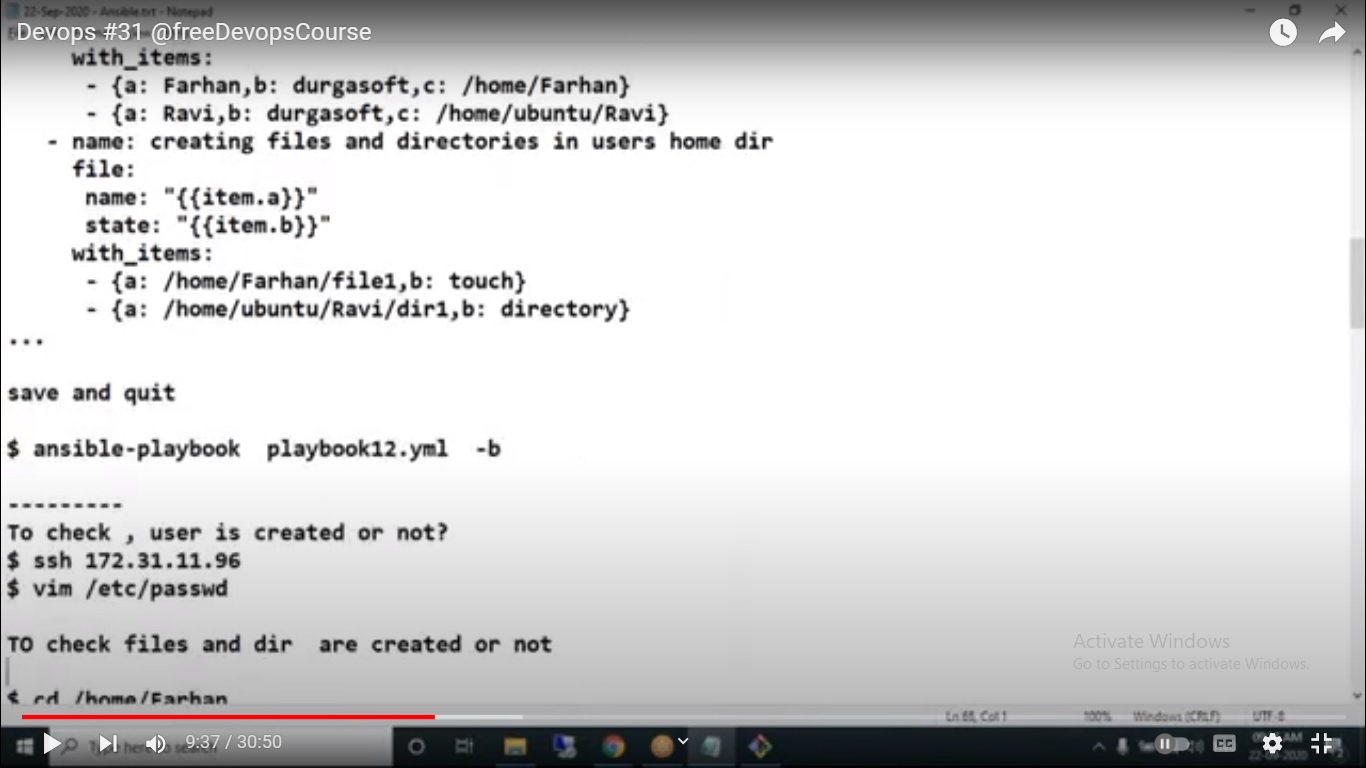 22-Sep-2020 - Ansible.txt - Notepad
Devops #31 @freeDevopsCourse
with_items:
- {a: Farhan,b: durgasoft,c: /home/Farhan}
- {a: Ravi,b: durgasoft,c: /home/ubuntu/Ravi}
- name: creating files and directories in users home dir
file:
name: "{{item.a}}"
state: "{{item.b}}"
with_items:
- {a: /home/Farhan/file1,b: touch}
- {a: /home/ubuntu/Ravi/dir1,b: directory}
...
save and quit
$ ansible-playbook  playbook12.yml  -b
---------
To check , user is created or not?
$ ssh 172.31.11.96
$ vim /etc/passwd
TO check files and dir  are created or not
$ cd /home/Farhan
Activate Windows
Go to Settings to activate Windows.
Ln 65, Col 1 100% Windows (CRLF) UTF-8
Type here to search
9:37 / 30:50
CC
22-09-2020